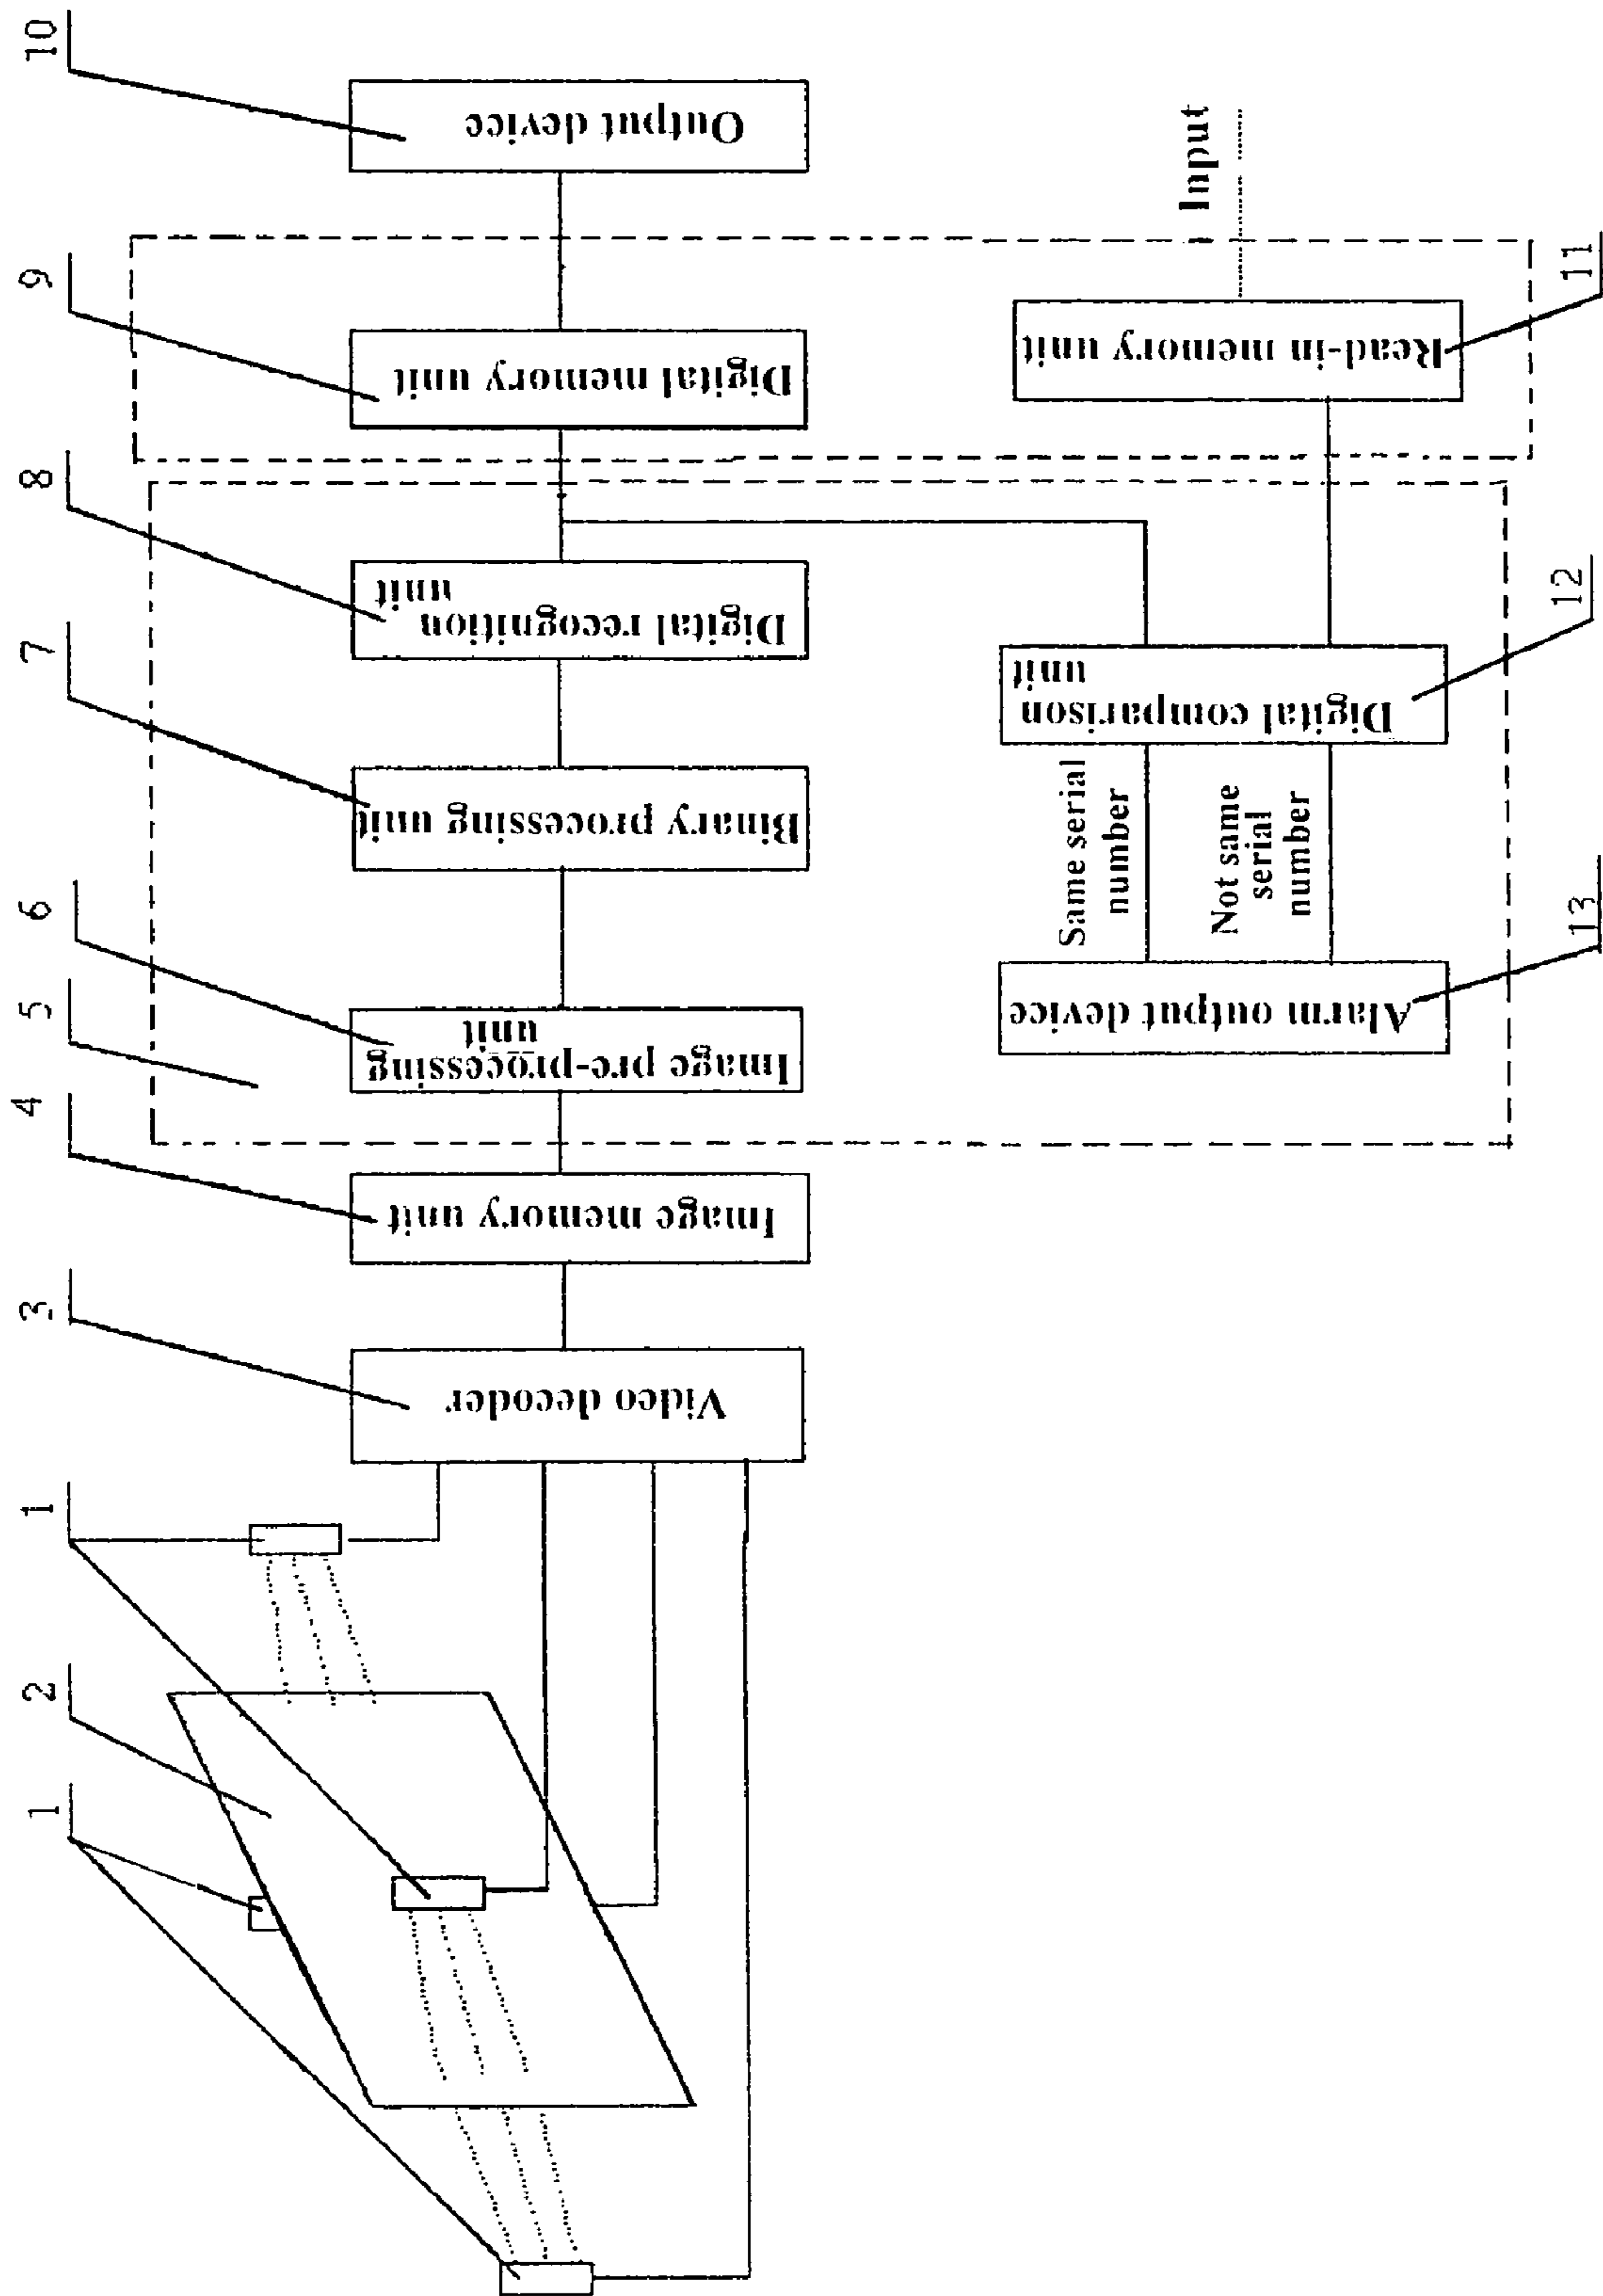 1
2
1
3
4
5
6
7
8
9
10
Video decoder
Image memory unit
Image pre-processing
unit
Binary processing unit
Digital recognition
unit
Digital memory unit
Output device
Alarm output device
Same serial
number
Not same
serial
number
Digital comparison
unit
Read-in memory unit
Input
13
12
11